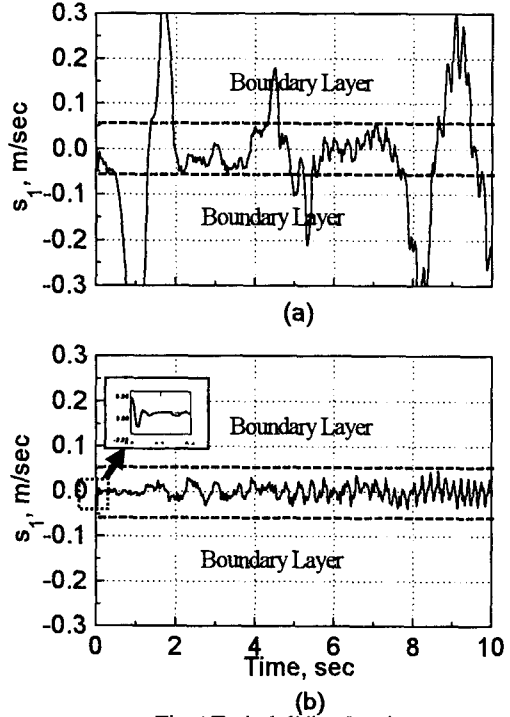 0.3
0.2
0.1
0.0
-0.1
-0.2
-0.3
s1, m/sec
Boundary Layer
Boundary Layer
(a)
0.3
0.2
0.1
0.0
-0.1
-0.2
-0.3
s1, m/sec
Boundary Layer
Boundary Layer
0 2 4 6 8 10
Time, sec
(b)